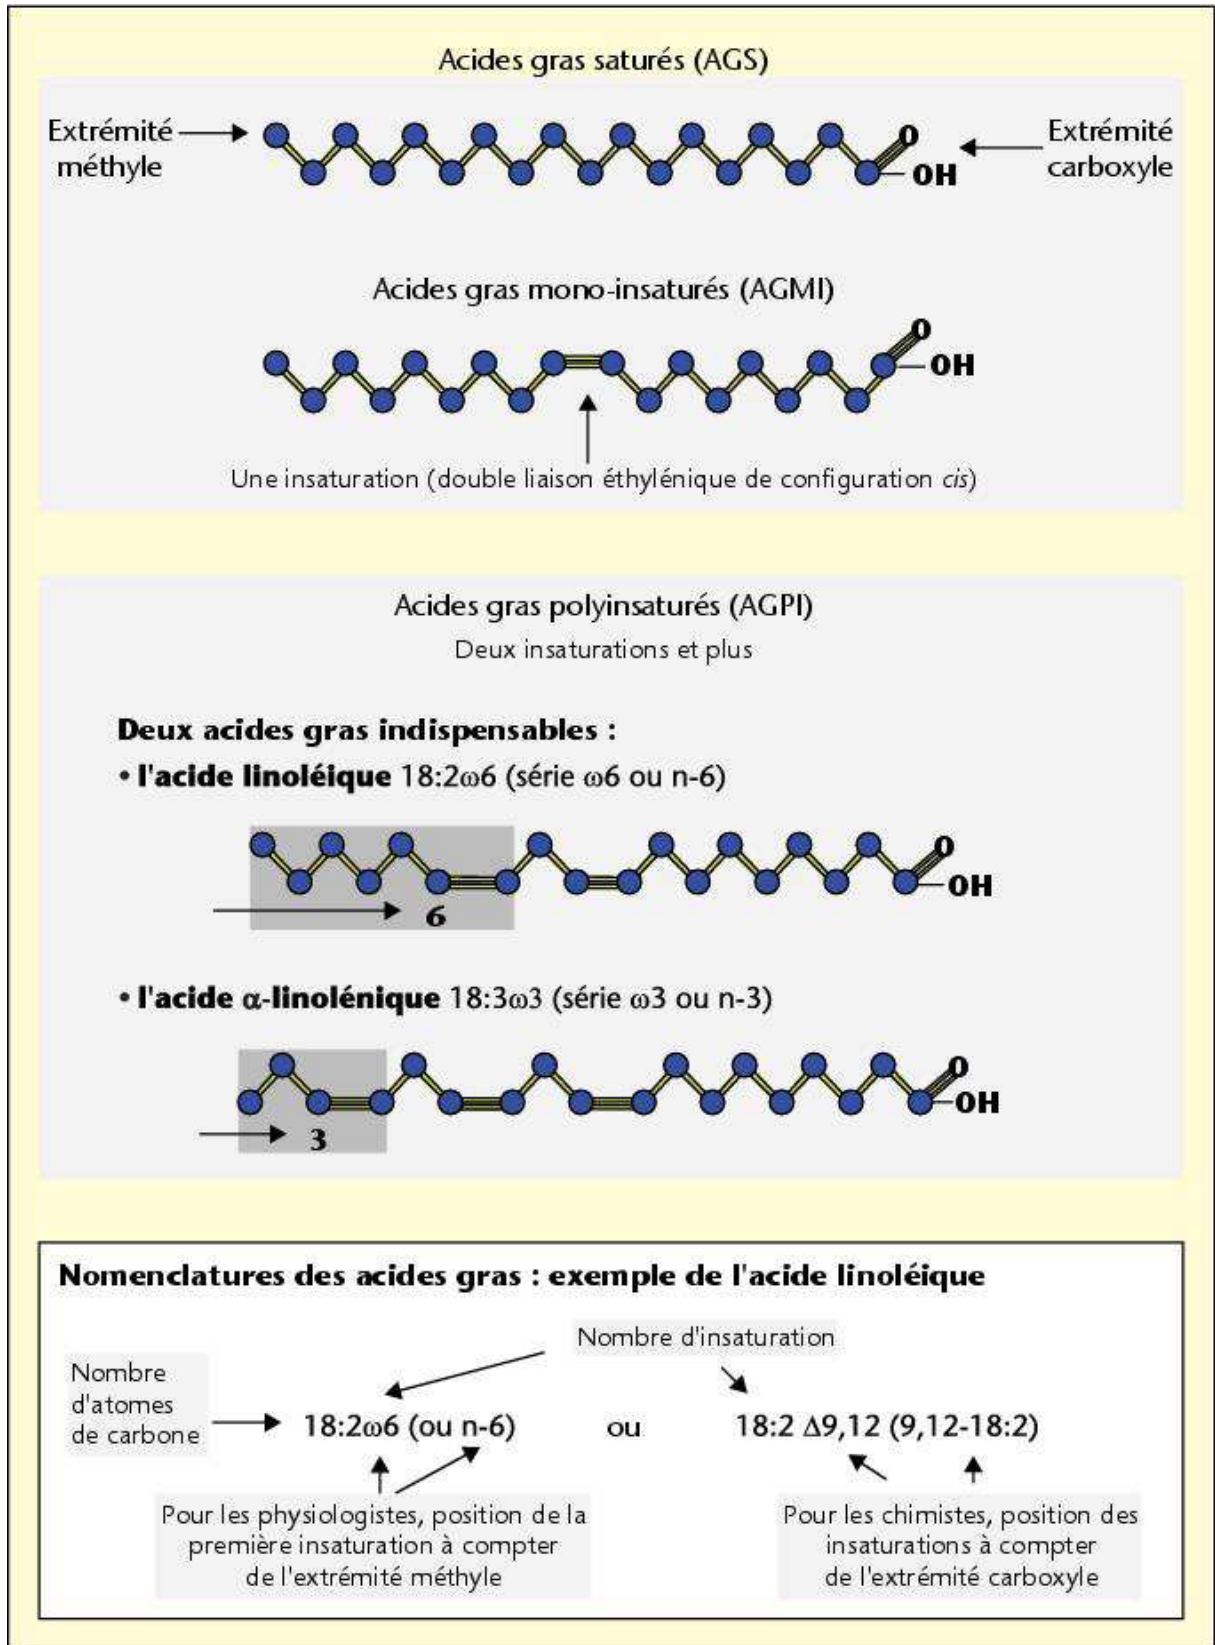 Acides gras saturés (AGS)
Extrémité
méthyle
O
OH
Extrémité
carboxyle
Acides gras mono-insaturés (AGMI)
O
OH
Une insaturation (double liaison éthylénique de configuration cis)
Acides gras polyinsaturés (AGPI)
Deux insaturations et plus
Deux acides gras indispensables :
• l'acide linoléique 18:2ω6 (série ω6 ou n-6)
O
OH
6
• l'acide α-linolénique 18:3ω3 (série ω3 ou n-3)
O
OH
3
Nomenclatures des acides gras : exemple de l'acide linoléique
Nombre d'insaturation
Nombre
d'atomes
de carbone
18:2ω6 (ou n-6) ou 18:2 Δ9,12 (9,12-18:2)
Pour les physiologistes, position de la
première insaturation à compter
de l'extrémité méthyle
Pour les chimistes, position des
insaturations à compter
de l'extrémité carboxyle